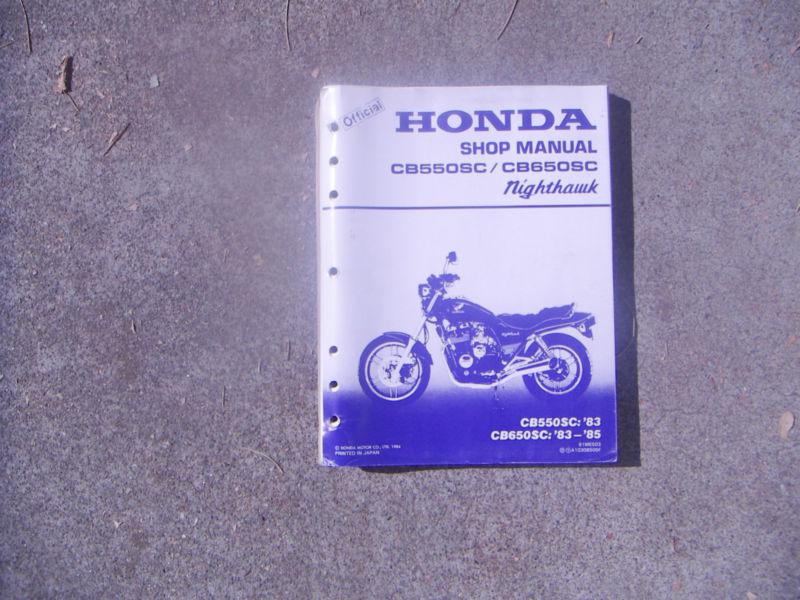 Official
HONDA
SHOP MANUAL
CB550SC/CB650SC
Nighthawk
CB550SC: '83
CB650SC: '83-'85
© HONDA MOTOR CO., LTD. 1984
PRINTED IN JAPAN
61ME503